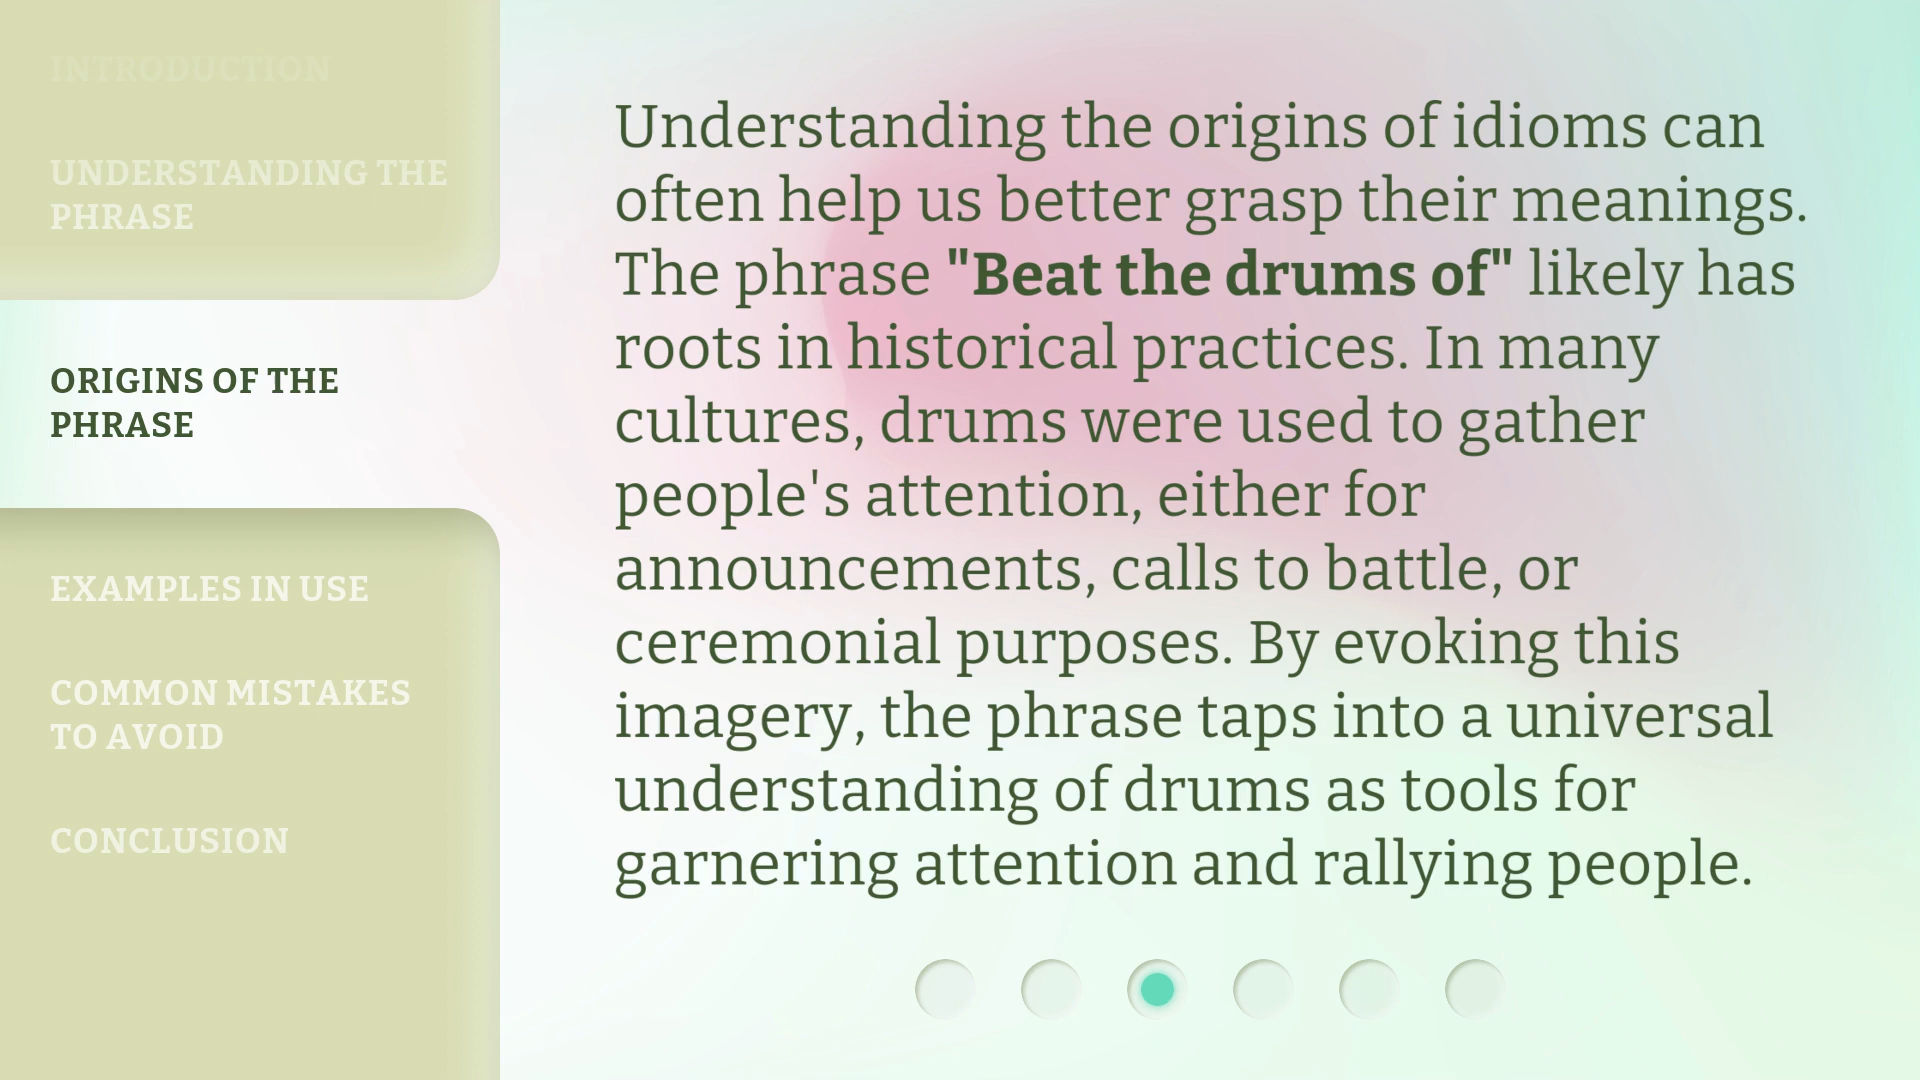 INTRODUCTION
UNDERSTANDING THE
PHRASE
ORIGINS OF THE
PHRASE
EXAMPLES IN USE
COMMON MISTAKES
TO AVOID
CONCLUSION
Understanding the origins of idioms can
often help us better grasp their meanings.
The phrase "Beat the drums of" likely has
roots in historical practices. In many
cultures, drums were used to gather
people's attention, either for
announcements, calls to battle, or
ceremonial purposes. By evoking this
imagery, the phrase taps into a universal
understanding of drums as tools for
garnering attention and rallying people.